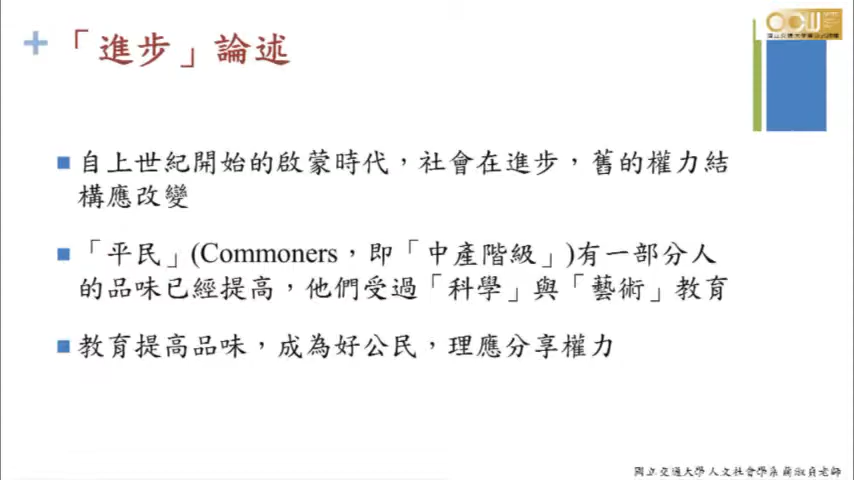 「進步」論述
自上世紀開始的啟蒙時代，社會在進步，舊的權力結
構應改變
「平民」(Commoners，即「中產階級」)有一部分人
的品味已經提高，他們受過「科學」與「藝術」教育
教育提高品味，成為好公民，理應分享權力
國立交通大學人文社會學系 蔣淑貞老師